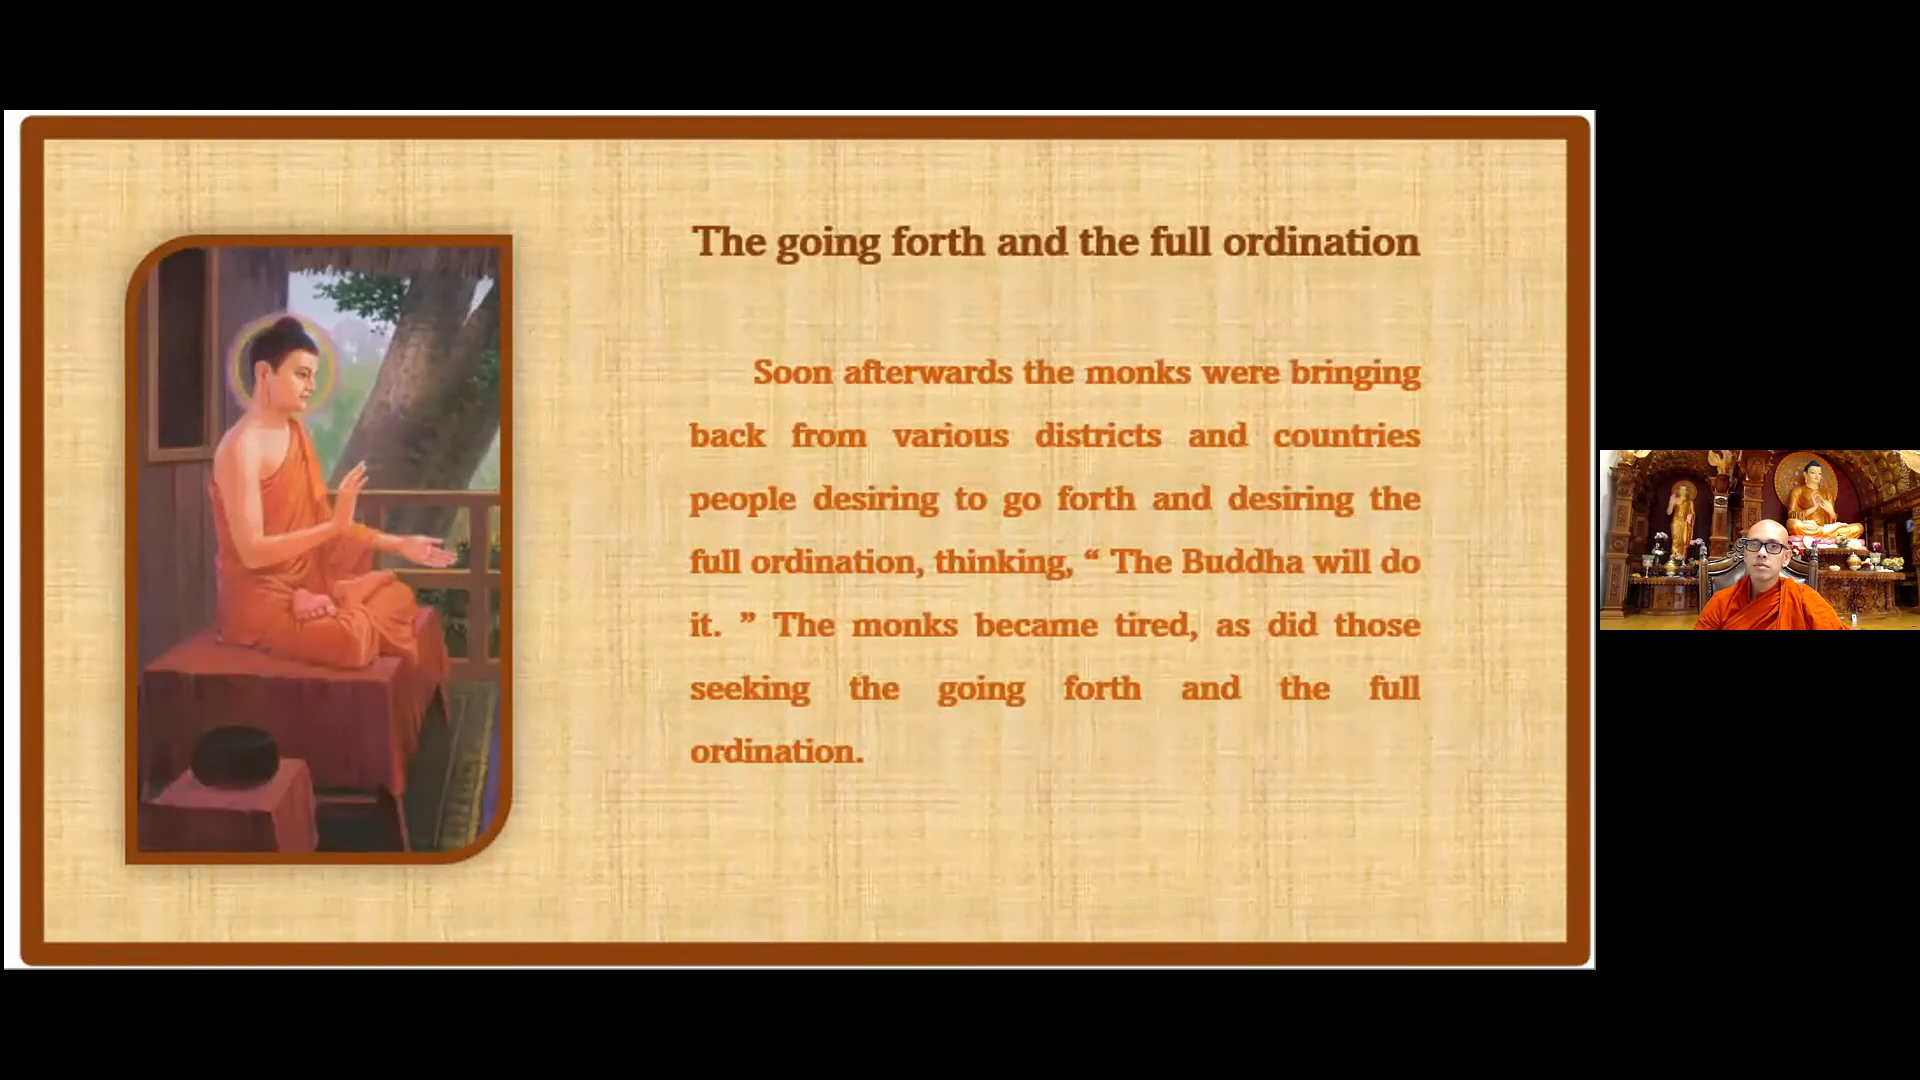 The going forth and the full ordination
Soon afterwards the monks were bringing
back from various districts and countries
people desiring to go forth and desiring the
full ordination, thinking, “ The Buddha will do
it. ” The monks became tired, as did those
seeking the going forth and the full
ordination.